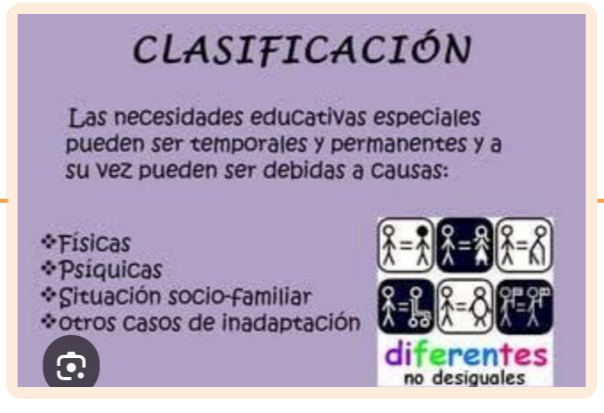 CLASIFICACIÓN
Las necesidades educativas especiales
pueden ser temporales y permanentes y a
su vez pueden ser debidas a causas:
❖Físicas
❖Psíquicas
❖Situación socio-familiar
❖otros casos de inadaptación
diferentes
no desiguales